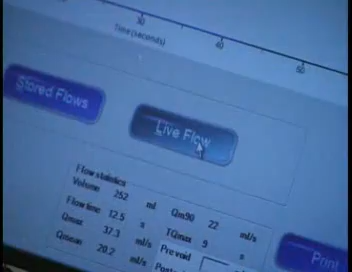 30 40 50
Time (seconds)
Stored Flows
Live Flow
Flow statistics
Volume 252 ml Qm90 22 ml/s
Flow time 12.5 s TQmax 9 s
Qmax 37.3 ml/s Pre void
Qmean 20.2 ml/s
Print